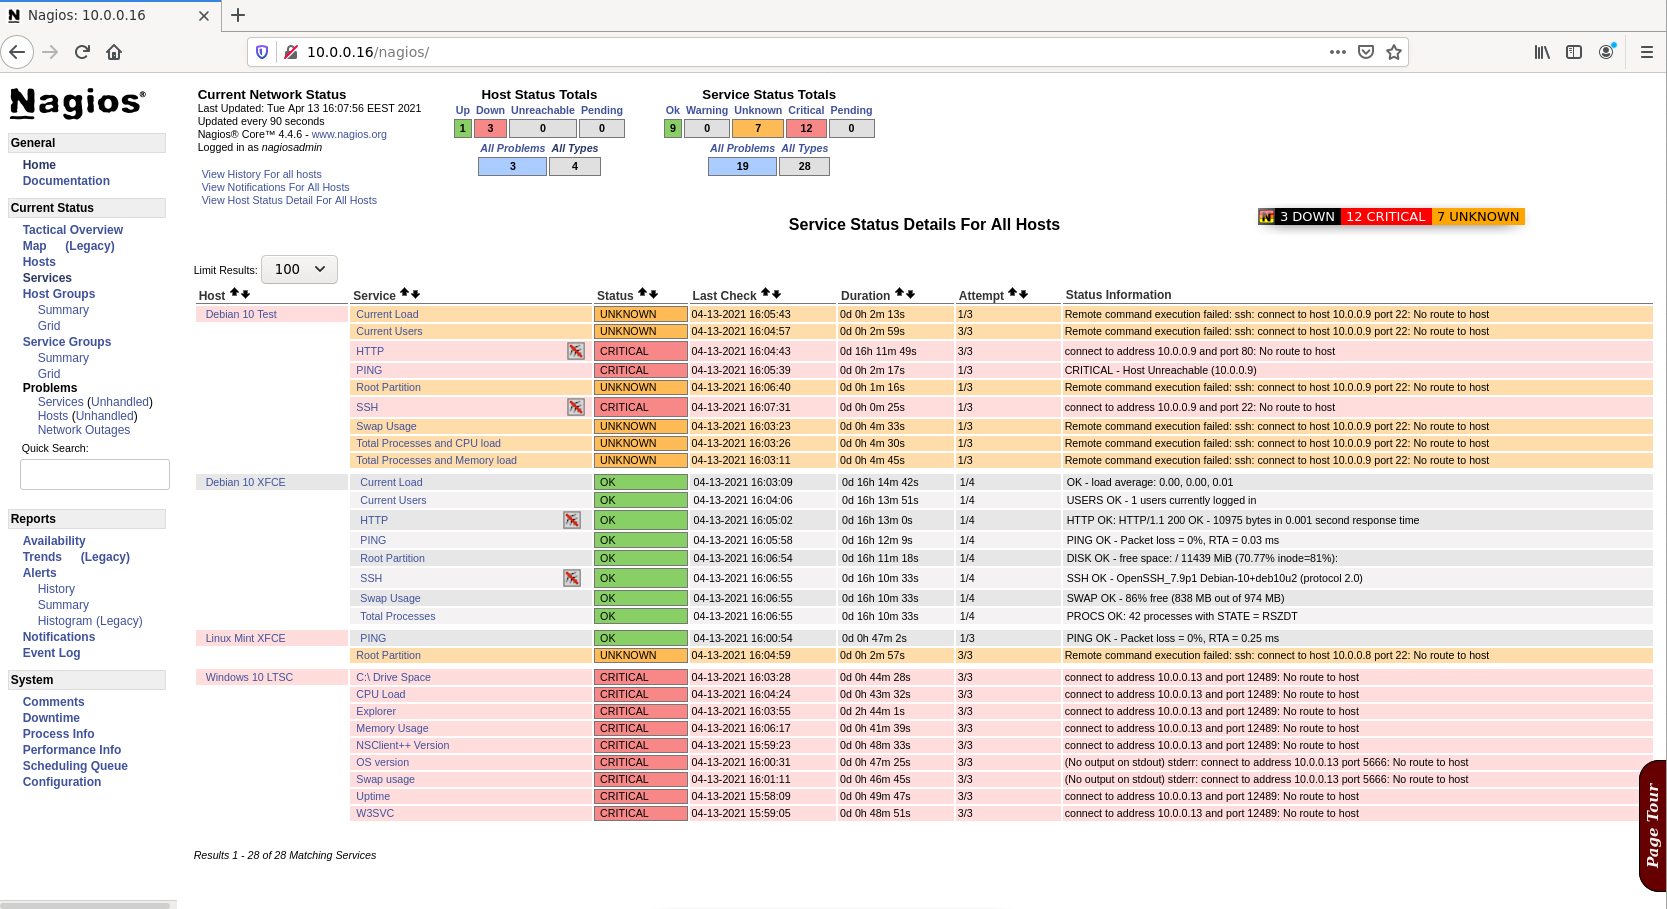 Nagios: 10.0.0.16
10.0.0.16/nagios/
Nagios®
General
Home
Documentation
Current Status
Tactical Overview
Map (Legacy)
Hosts
Services
Host Groups
Summary
Grid
Service Groups
Summary
Grid
Problems
Services (Unhandled)
Hosts (Unhandled)
Network Outages
Quick Search:
Reports
Availability
Trends (Legacy)
Alerts
History
Summary
Histogram (Legacy)
Notifications
Event Log
System
Comments
Downtime
Process Info
Performance Info
Scheduling Queue
Configuration
Current Network Status
Last Updated: Tue Apr 13 16:07:56 EEST 2021
Updated every 90 seconds
Nagios® Core™ 4.4.6 - www.nagios.org
Logged in as nagiosadmin
View History For all hosts
View Notifications For All Hosts
View Host Status Detail For All Hosts
Host Status Totals
Up Down Unreachable Pending
1 3 0 0
All Problems All Types
3 4
Service Status Totals
Ok Warning Unknown Critical Pending
9 0 7 12 0
All Problems All Types
19 28
3 DOWN 12 CRITICAL 7 UNKNOWN
Service Status Details For All Hosts
Limit Results: 100
Host Service Status Last Check Duration Attempt Status Information
Debian 10 Test Current Load UNKNOWN 04-13-2021 16:05:43 0d 0h 2m 13s 1/3 Remote command execution failed: ssh: connect to host 10.0.0.9 port 22: No route to host
Current Users UNKNOWN 04-13-2021 16:04:57 0d 0h 2m 59s 3/3 Remote command execution failed: ssh: connect to host 10.0.0.9 port 22: No route to host
HTTP CRITICAL 04-13-2021 16:04:43 0d 16h 11m 49s 3/3 connect to address 10.0.0.9 and port 80: No route to host
PING CRITICAL 04-13-2021 16:05:39 0d 0h 2m 17s 1/3 CRITICAL - Host Unreachable (10.0.0.9)
Root Partition UNKNOWN 04-13-2021 16:06:40 0d 0h 1m 16s 1/3 Remote command execution failed: ssh: connect to host 10.0.0.9 port 22: No route to host
SSH CRITICAL 04-13-2021 16:07:31 0d 0h 0m 25s 1/3 connect to address 10.0.0.9 and port 22: No route to host
Swap Usage UNKNOWN 04-13-2021 16:03:23 0d 0h 4m 33s 1/3 Remote command execution failed: ssh: connect to host 10.0.0.9 port 22: No route to host
Total Processes and CPU load UNKNOWN 04-13-2021 16:03:26 0d 0h 4m 30s 1/3 Remote command execution failed: ssh: connect to host 10.0.0.9 port 22: No route to host
Total Processes and Memory load UNKNOWN 04-13-2021 16:03:11 0d 0h 4m 45s 1/3 Remote command execution failed: ssh: connect to host 10.0.0.9 port 22: No route to host
Debian 10 XFCE Current Load OK 04-13-2021 16:03:09 0d 16h 14m 42s 1/4 OK - load average: 0.00, 0.00, 0.01
Current Users OK 04-13-2021 16:04:06 0d 16h 13m 51s 1/4 USERS OK - 1 users currently logged in
HTTP OK 04-13-2021 16:05:02 0d 16h 13m 0s 1/4 HTTP OK: HTTP/1.1 200 OK - 10975 bytes in 0.001 second response time
PING OK 04-13-2021 16:05:58 0d 16h 12m 9s 1/4 PING OK - Packet loss = 0%, RTA = 0.03 ms
Root Partition OK 04-13-2021 16:06:54 0d 16h 11m 18s 1/4 DISK OK - free space: / 11439 MiB (70.77% inode=81%):
SSH OK 04-13-2021 16:06:55 0d 16h 10m 33s 1/4 SSH OK - OpenSSH_7.9p1 Debian-10+deb10u2 (protocol 2.0)
Swap Usage OK 04-13-2021 16:06:55 0d 16h 10m 33s 1/4 SWAP OK - 86% free (838 MB out of 974 MB)
Total Processes OK 04-13-2021 16:06:55 0d 16h 10m 33s 1/4 PROCS OK: 42 processes with STATE = RSZDT
Linux Mint XFCE PING OK 04-13-2021 16:00:54 0d 0h 47m 2s 1/3 PING OK - Packet loss = 0%, RTA = 0.25 ms
Root Partition UNKNOWN 04-13-2021 16:04:59 0d 0h 2m 57s 3/3 Remote command execution failed: ssh: connect to host 10.0.0.8 port 22: No route to host
Windows 10 LTSC C:\ Drive Space CRITICAL 04-13-2021 16:03:28 0d 0h 44m 28s 3/3 connect to address 10.0.0.13 and port 12489: No route to host
CPU Load CRITICAL 04-13-2021 16:04:24 0d 0h 43m 32s 3/3 connect to address 10.0.0.13 and port 12489: No route to host
Explorer CRITICAL 04-13-2021 16:03:55 0d 2h 44m 1s 3/3 connect to address 10.0.0.13 and port 12489: No route to host
Memory Usage CRITICAL 04-13-2021 16:06:17 0d 0h 41m 39s 3/3 connect to address 10.0.0.13 and port 12489: No route to host
NSClient++ Version CRITICAL 04-13-2021 15:59:23 0d 0h 48m 33s 3/3 connect to address 10.0.0.13 and port 12489: No route to host
OS version CRITICAL 04-13-2021 16:00:31 0d 0h 47m 25s 3/3 (No output on stdout) stderr: connect to address 10.0.0.13 port 5666: No route to host
Swap usage CRITICAL 04-13-2021 16:01:11 0d 0h 46m 45s 3/3 (No output on stdout) stderr: connect to address 10.0.0.13 port 5666: No route to host
Uptime CRITICAL 04-13-2021 15:58:09 0d 0h 49m 47s 3/3 connect to address 10.0.0.13 and port 12489: No route to host
W3SVC CRITICAL 04-13-2021 15:59:05 0d 0h 48m 51s 3/3 connect to address 10.0.0.13 and port 12489: No route to host
Results 1 - 28 of 28 Matching Services
Page Tour